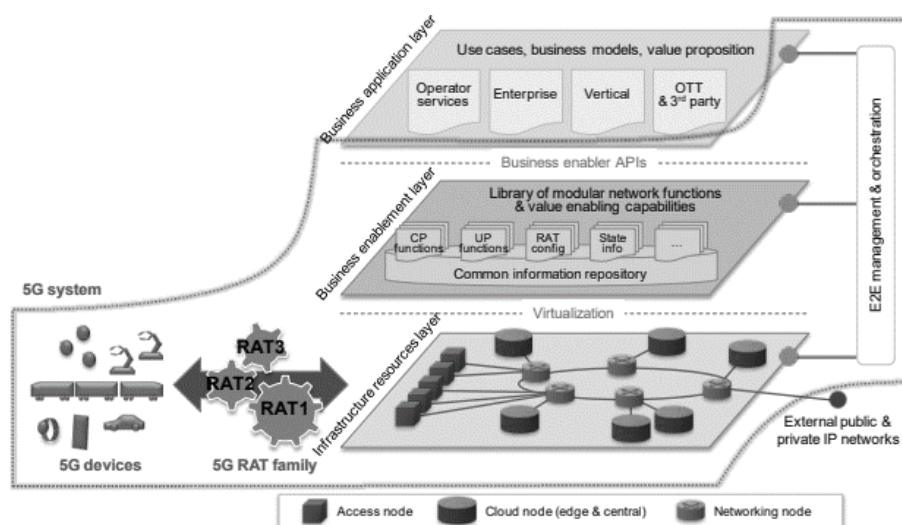 Business application layer
Use cases, business models, value proposition
Operator
services
Enterprise
Vertical
OTT
& 3rd party
Business enabler APIs
Business enablement layer
Library of modular network functions
& value enabling capabilities
CP
functions
UP
functions
RAT
config
State
info
...
Common information repository
E2E management & orchestration
5G system
Virtualization
Infrastructure resources layer
RAT3
RAT2
RAT1
5G devices
5G RAT family
External public &
private IP networks
Access node
Cloud node (edge & central)
Networking node